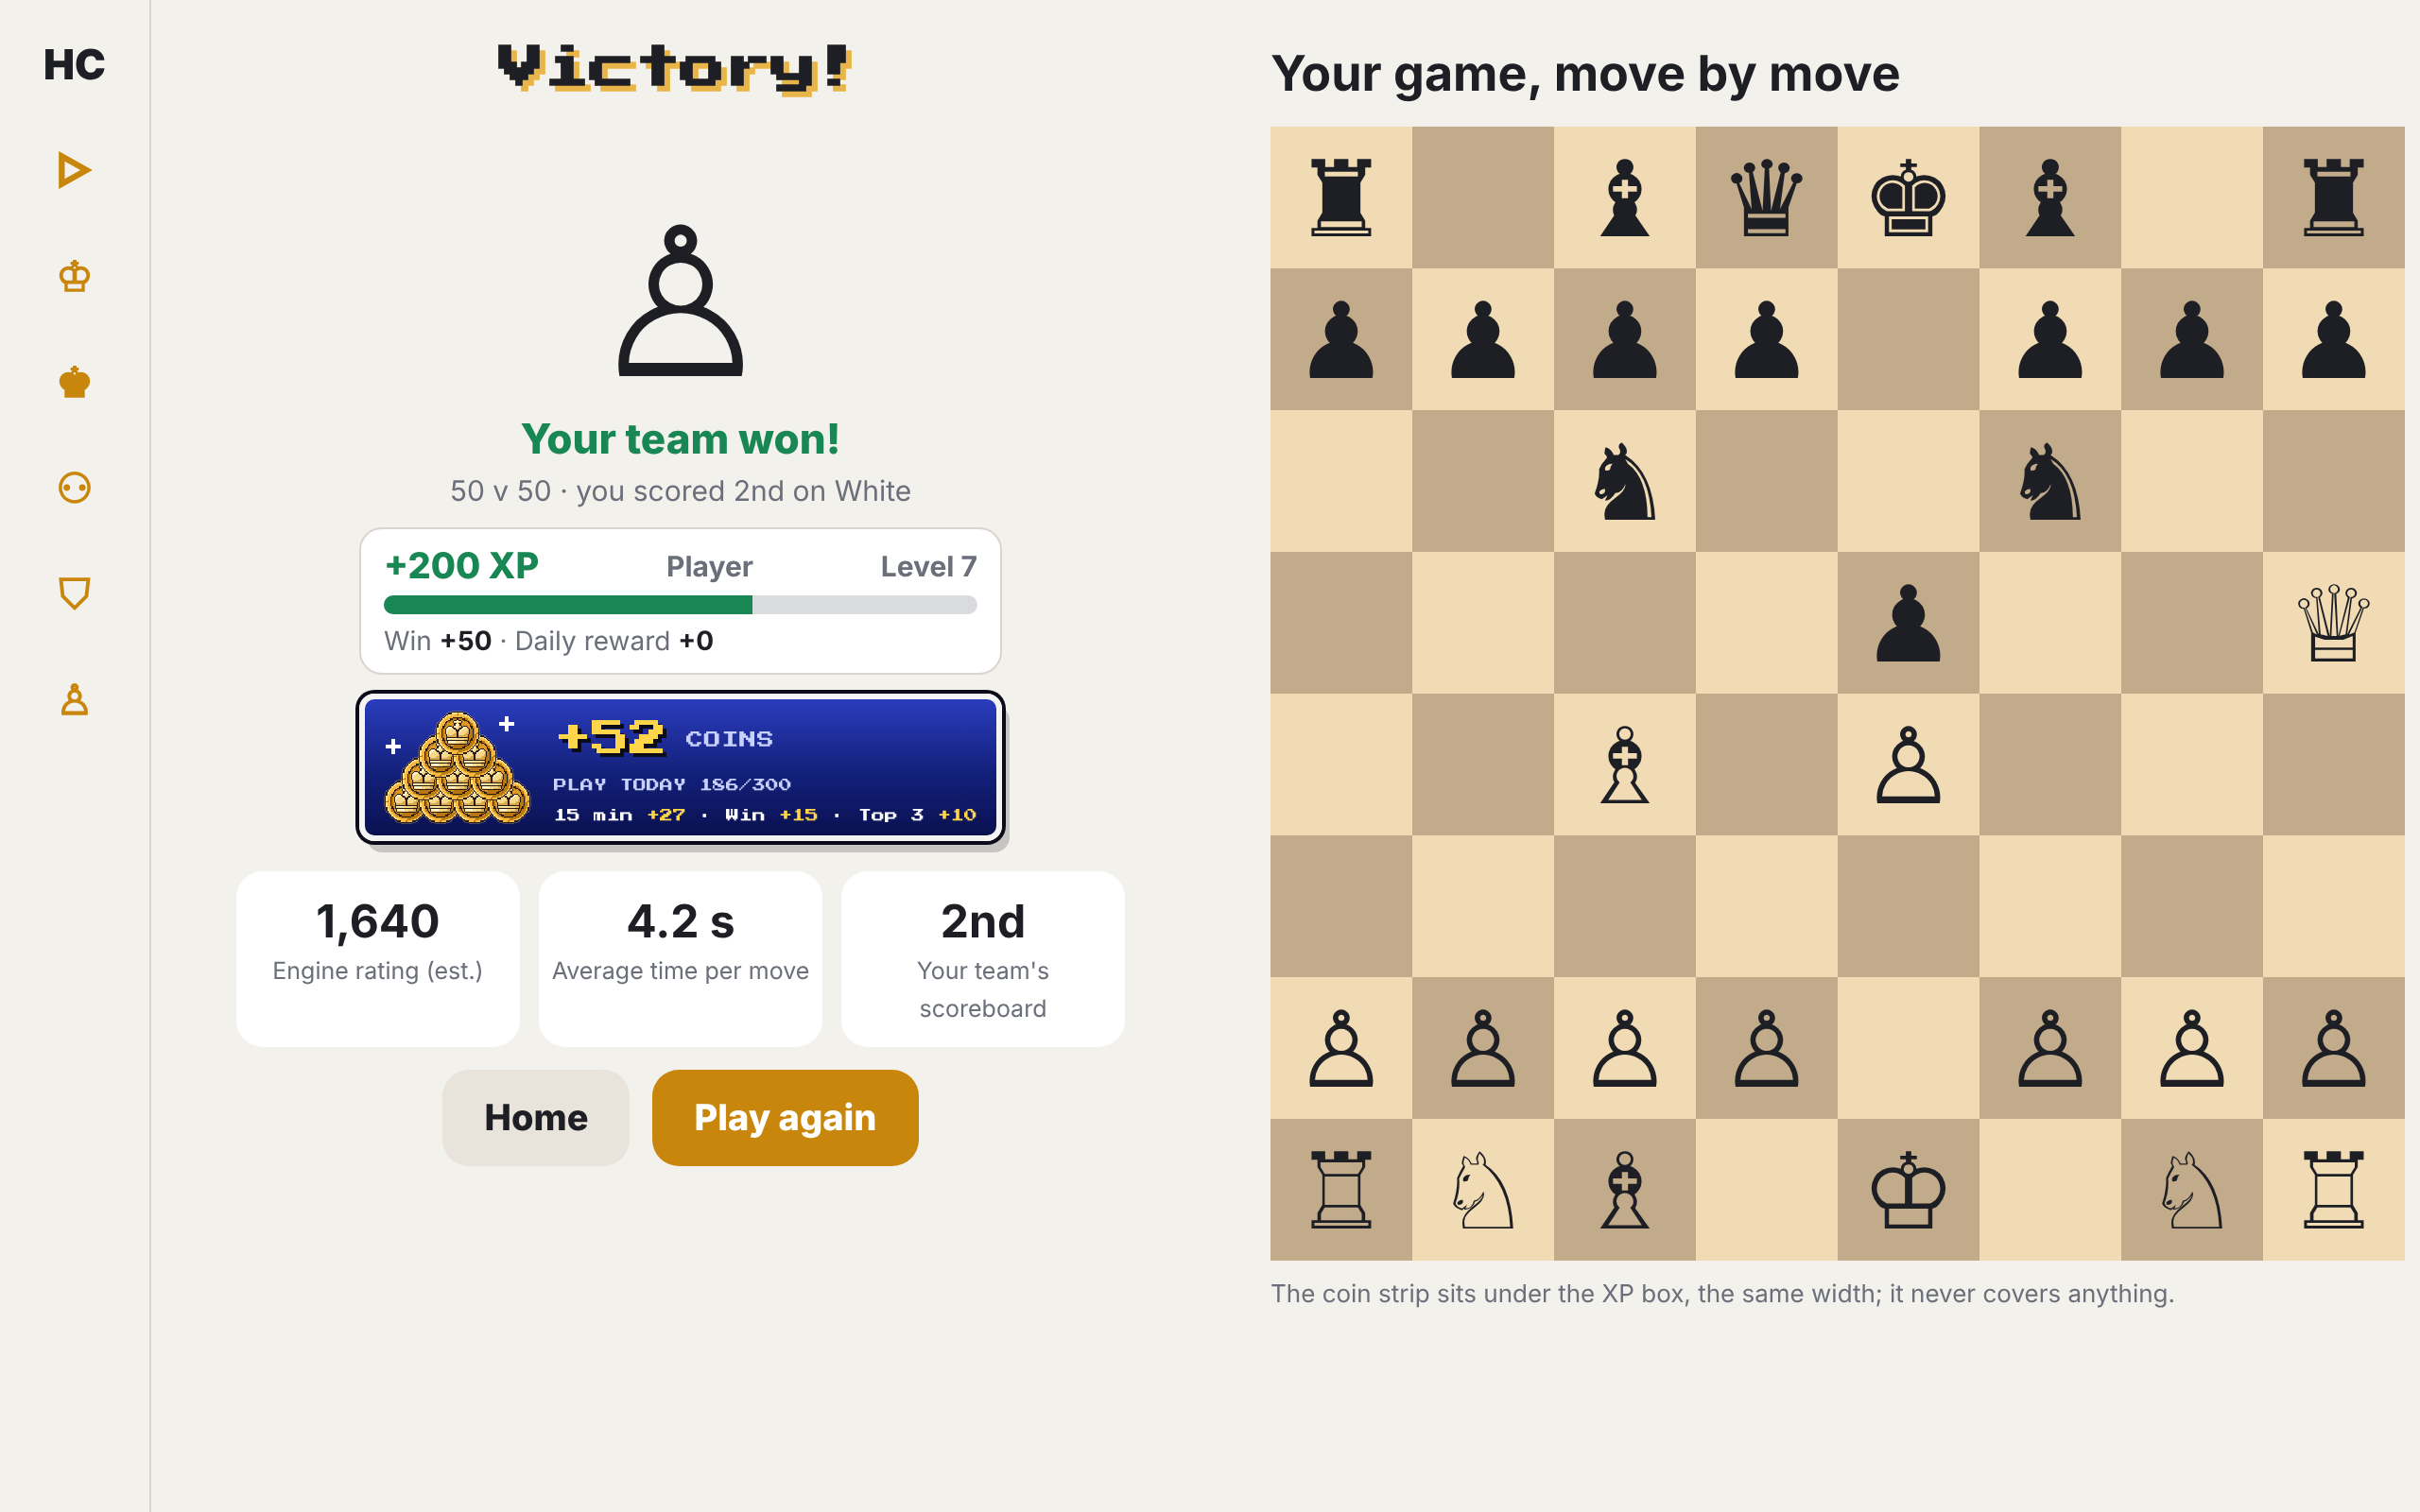 HC
Victory!
Your team won!
50 v 50 · you scored 2nd on White
+200 XP Player Level 7
Win +50 · Daily reward +0
+52 COINS
PLAY TODAY 186/300
15 min +27 · Win +15 · Top 3 +10
1,640
Engine rating (est.)
4.2 s
Average time per move
2nd
Your team's
scoreboard
Home
Play again
Your game, move by move
The coin strip sits under the XP box, the same width; it never covers anything.